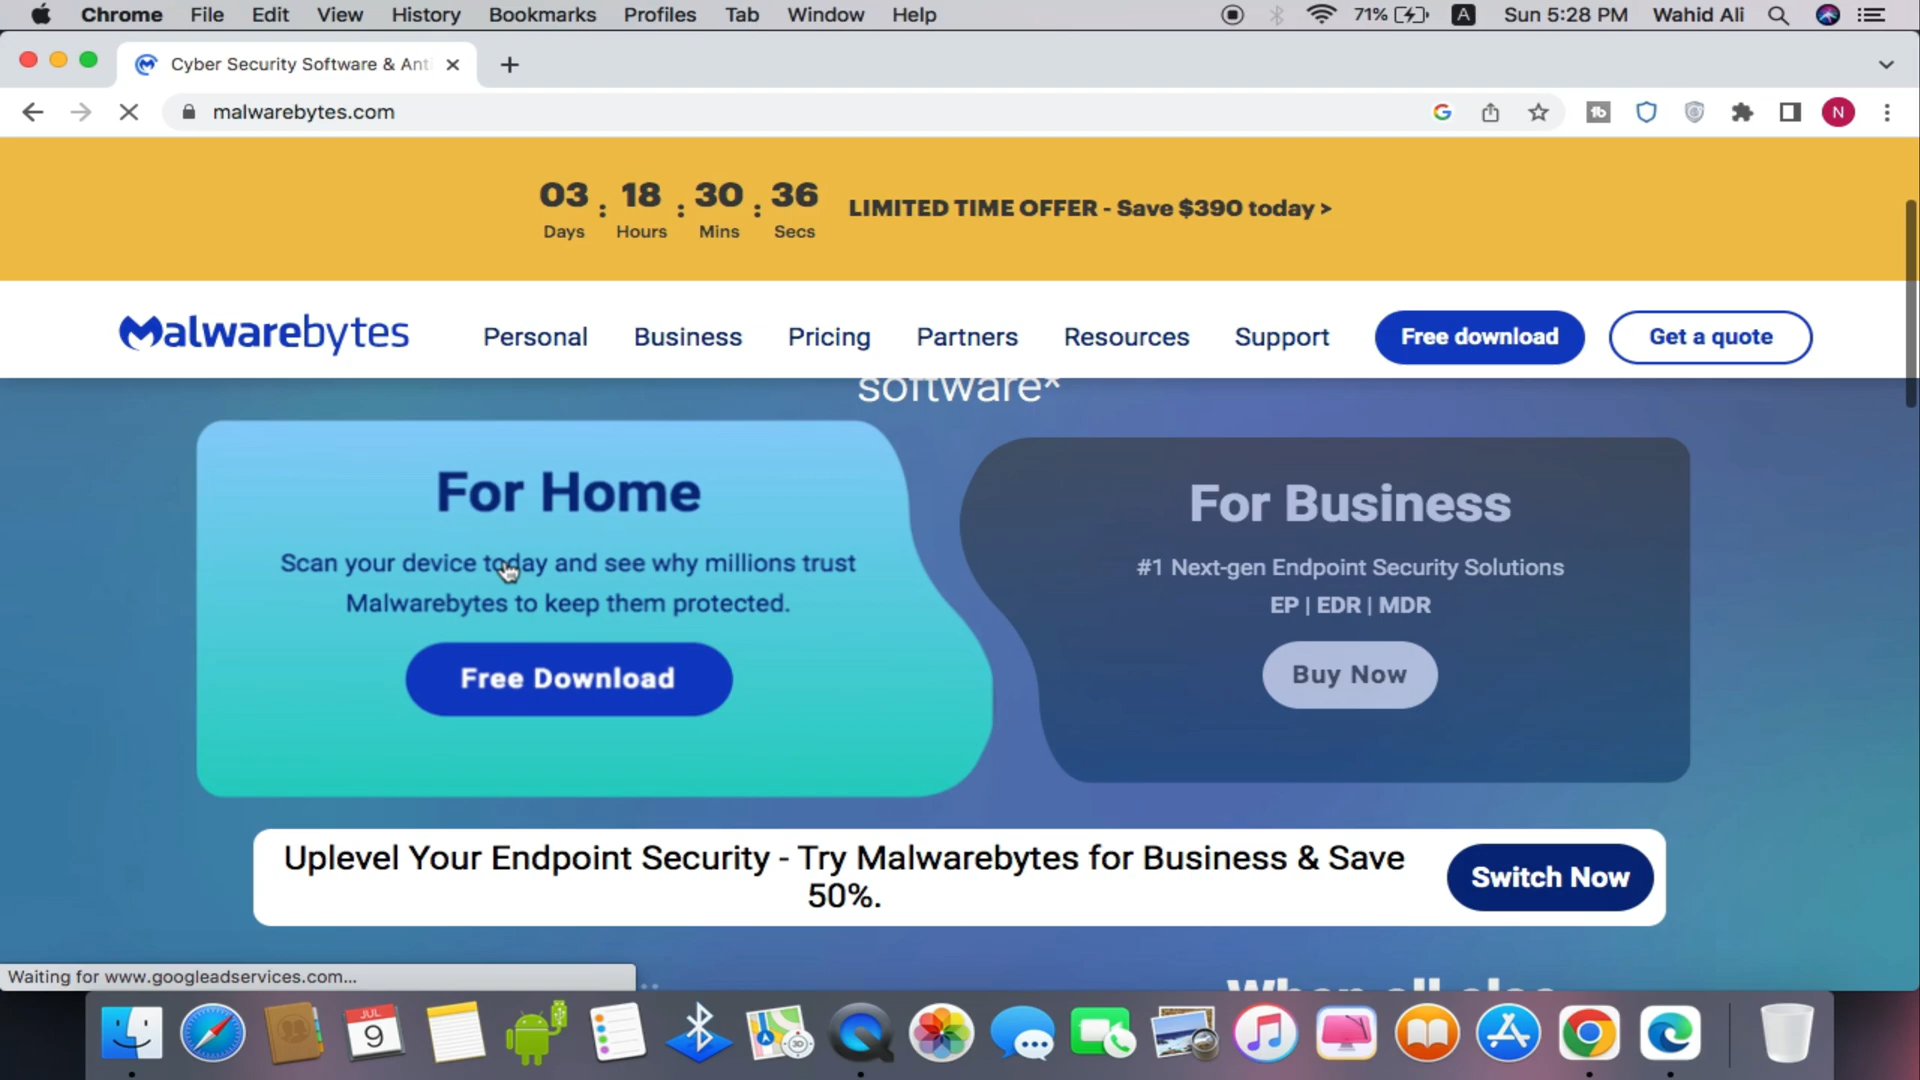 Chrome File Edit View History Bookmarks Profiles Tab Window Help 71% A Sun 5:28 PM Wahid Ali
Cyber Security Software & Anti
malwarebytes.com
N
03 : 18 : 30 : 36
Days Hours Mins Secs
LIMITED TIME OFFER - Save $390 today >
Malwarebytes
Personal Business Pricing Partners Resources Support Free download Get a quote
software*
For Home
Scan your device today and see why millions trust
Malwarebytes to keep them protected.
Free Download
For Business
#1 Next-gen Endpoint Security Solutions
EP | EDR | MDR
Buy Now
Uplevel Your Endpoint Security - Try Malwarebytes for Business & Save
50%.
Switch Now
Waiting for www.googleadservices.com...
When all else
JUL
9
3D